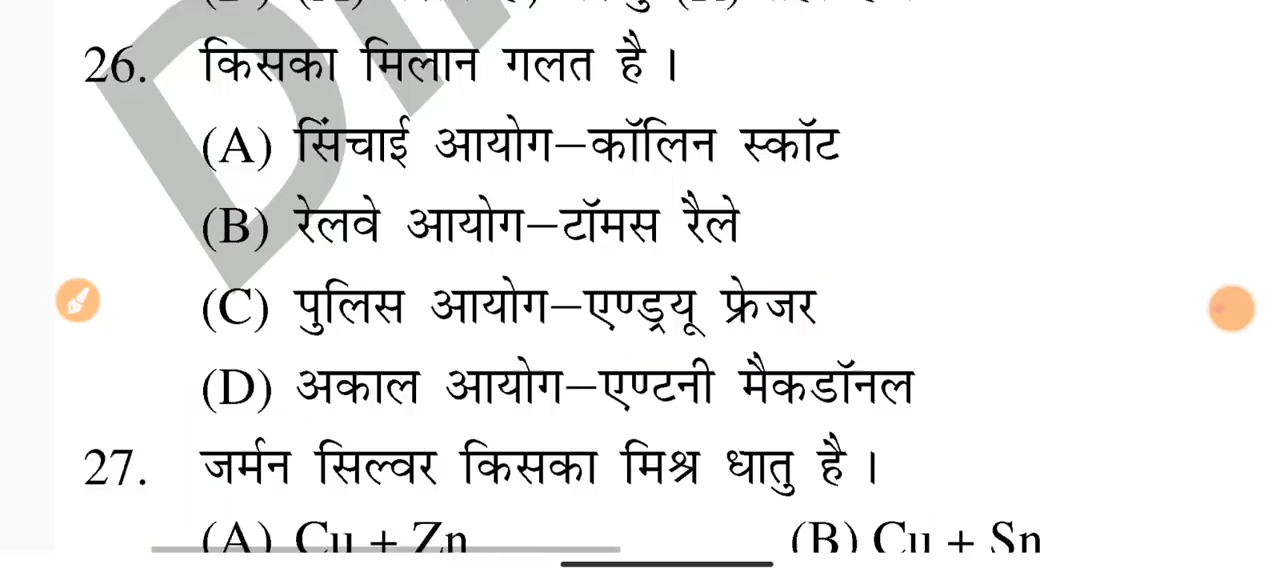 26. किसका मिलान गलत है ।
(A) सिंचाई आयोग–कॉलिन स्कॉट
(B) रेलवे आयोग–टॉमस रैले
(C) पुलिस आयोग–एण्ड्रयू फ्रेजर
(D) अकाल आयोग–एण्टनी मैकडॉनल
27. जर्मन सिल्वर किसका मिश्र धातु है ।
(A) Cu + Zn (B) Cu + Sn